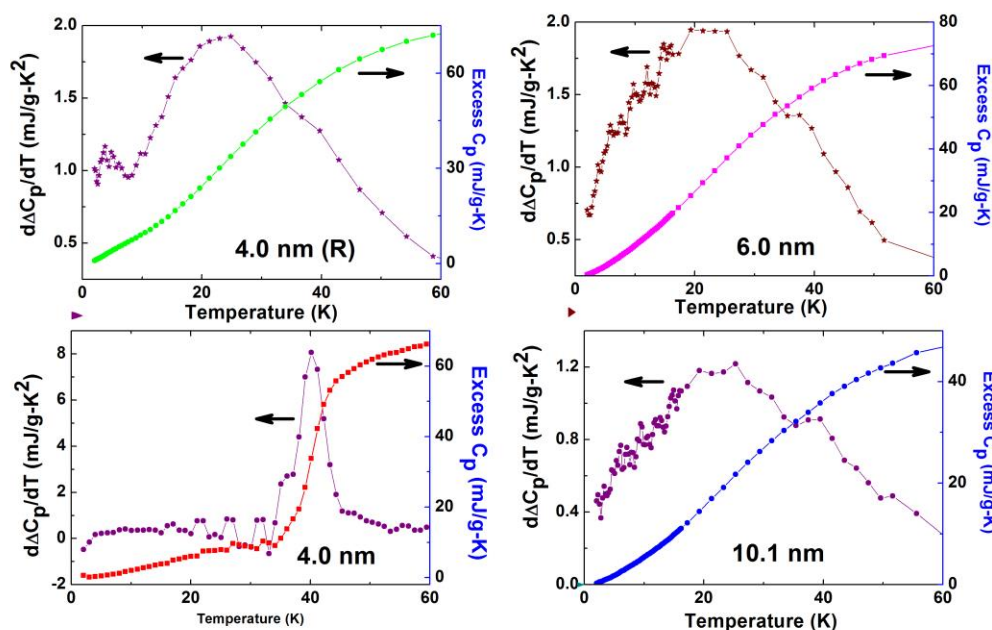 dΔCp/dT (mJ/g-K²)
2.0
1.5
1.0
0.5
0 20 40 60
Temperature (K)
60
30
0
Excess Cp (mJ/g-K)
4.0 nm (R)
dΔCp/dT (mJ/g-K²)
2.0
1.5
1.0
0.5
0 20 40 60
Temperature (K)
80
60
40
20
0
Excess Cp (mJ/g-K)
6.0 nm
dΔCp/dT (mJ/g-K²)
8
6
4
2
0
-2
0 20 40 60
Temperature (K)
60
40
20
0
Excess Cp (mJ/g-K)
4.0 nm
dΔCp/dT (mJ/g-K²)
1.2
0.8
0.4
0.0
0 20 40 60
Temperature (K)
40
20
0
Excess Cp (mJ/g-K)
10.1 nm